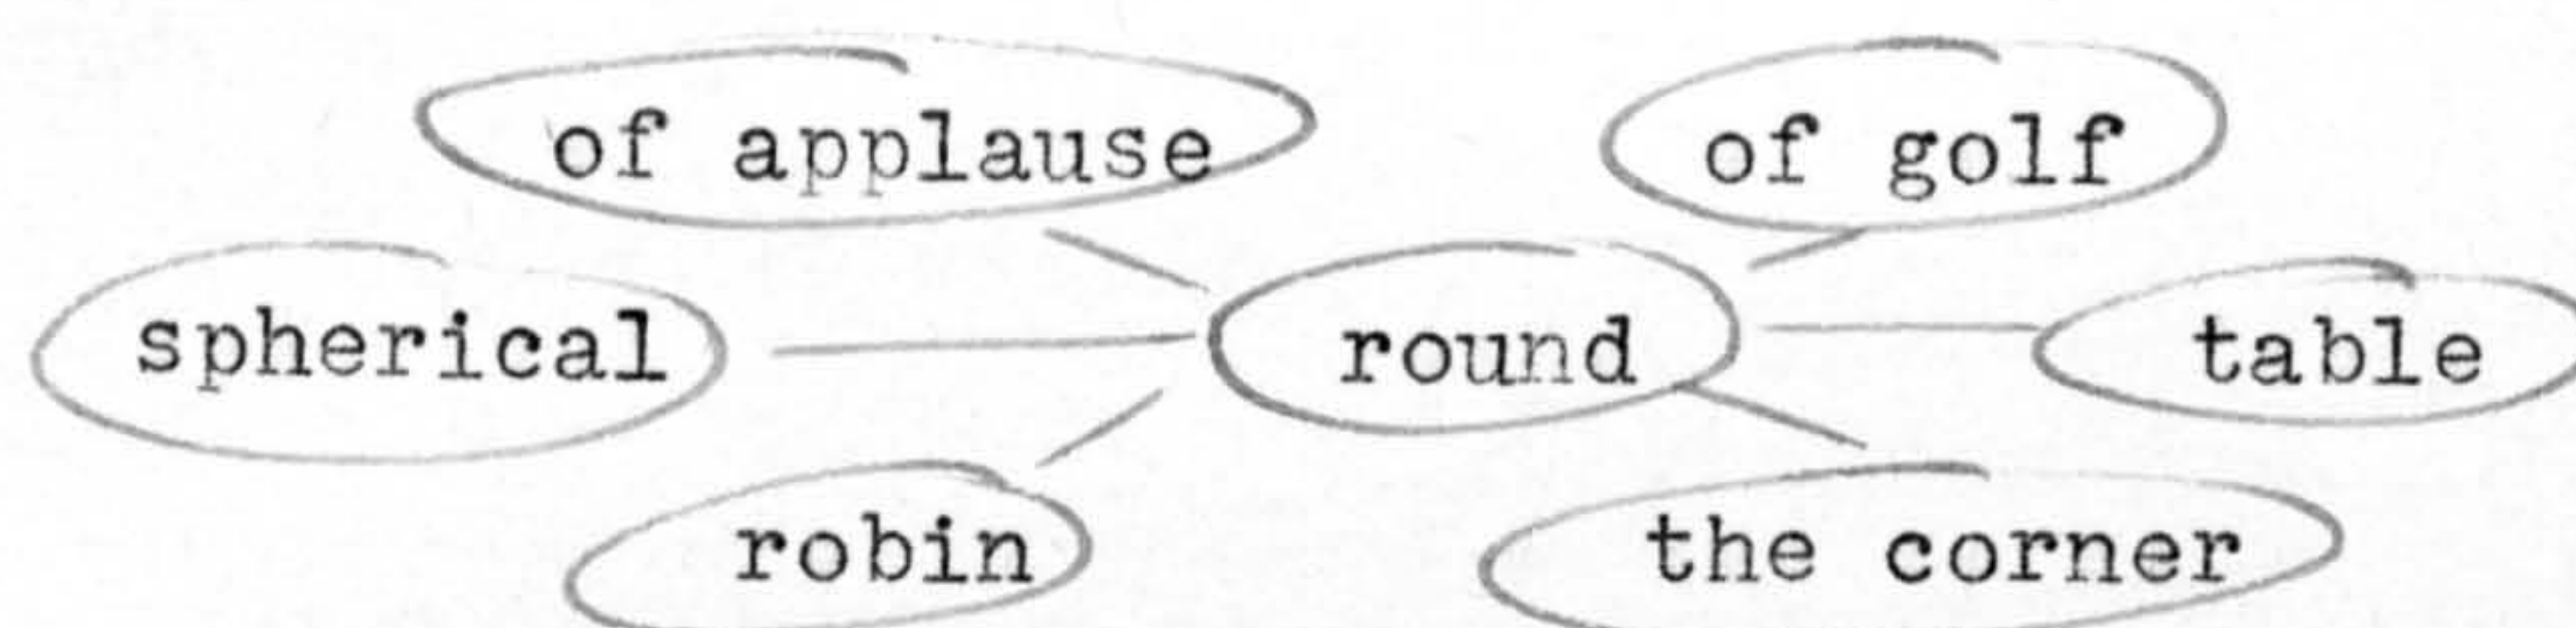 of applause
of golf
spherical
round
table
robin
the corner